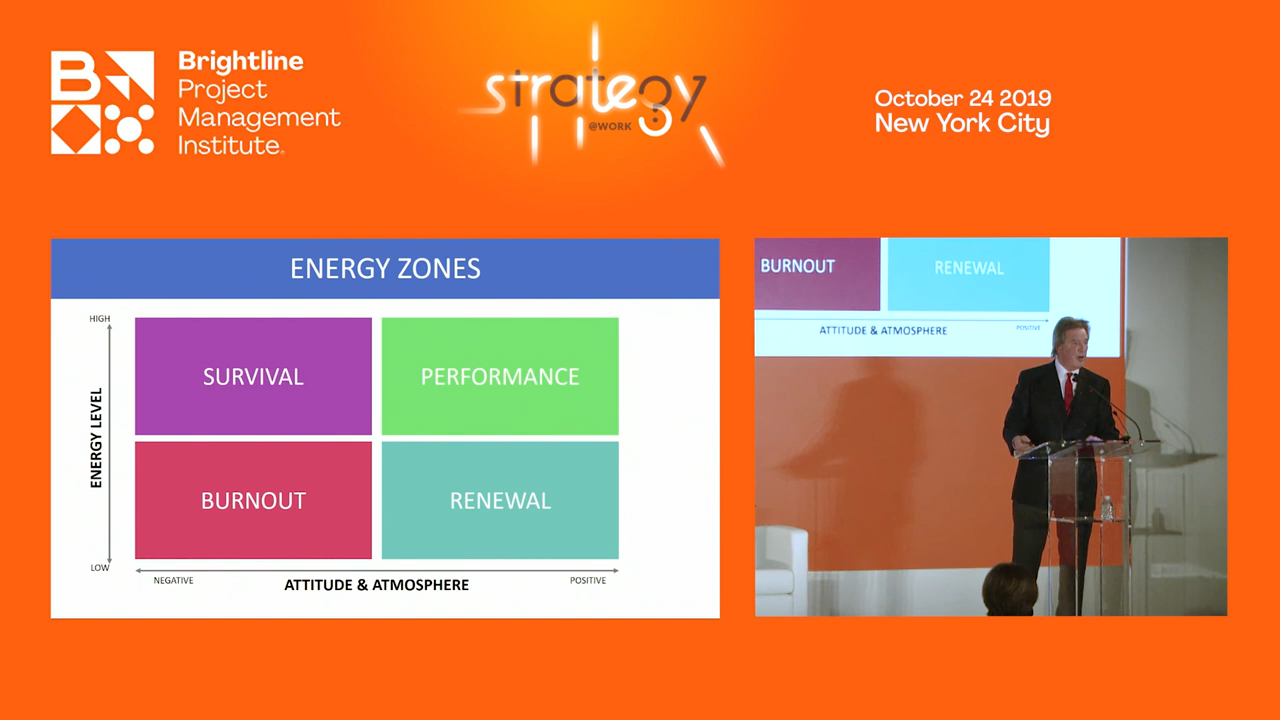 Brightline
Project
Management
Institute.
strategy
@WORK
October 24 2019
New York City
ENERGY ZONES
HIGH
ENERGY LEVEL
LOW
SURVIVAL
PERFORMANCE
BURNOUT
RENEWAL
NEGATIVE
ATTITUDE & ATMOSPHERE
POSITIVE
BURNOUT
RENEWAL
ATTITUDE & ATMOSPHERE
POSITIVE